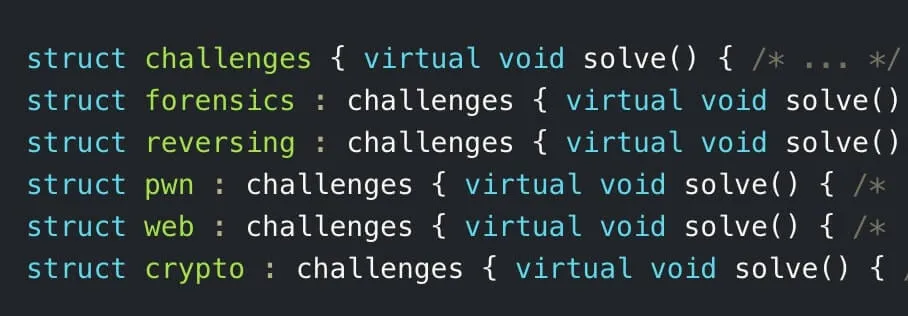 struct challenges { virtual void solve() { /* ... */
struct forensics : challenges { virtual void solve()
struct reversing : challenges { virtual void solve()
struct pwn : challenges { virtual void solve() { /*
struct web : challenges { virtual void solve() { /*
struct crypto : challenges { virtual void solve() { /